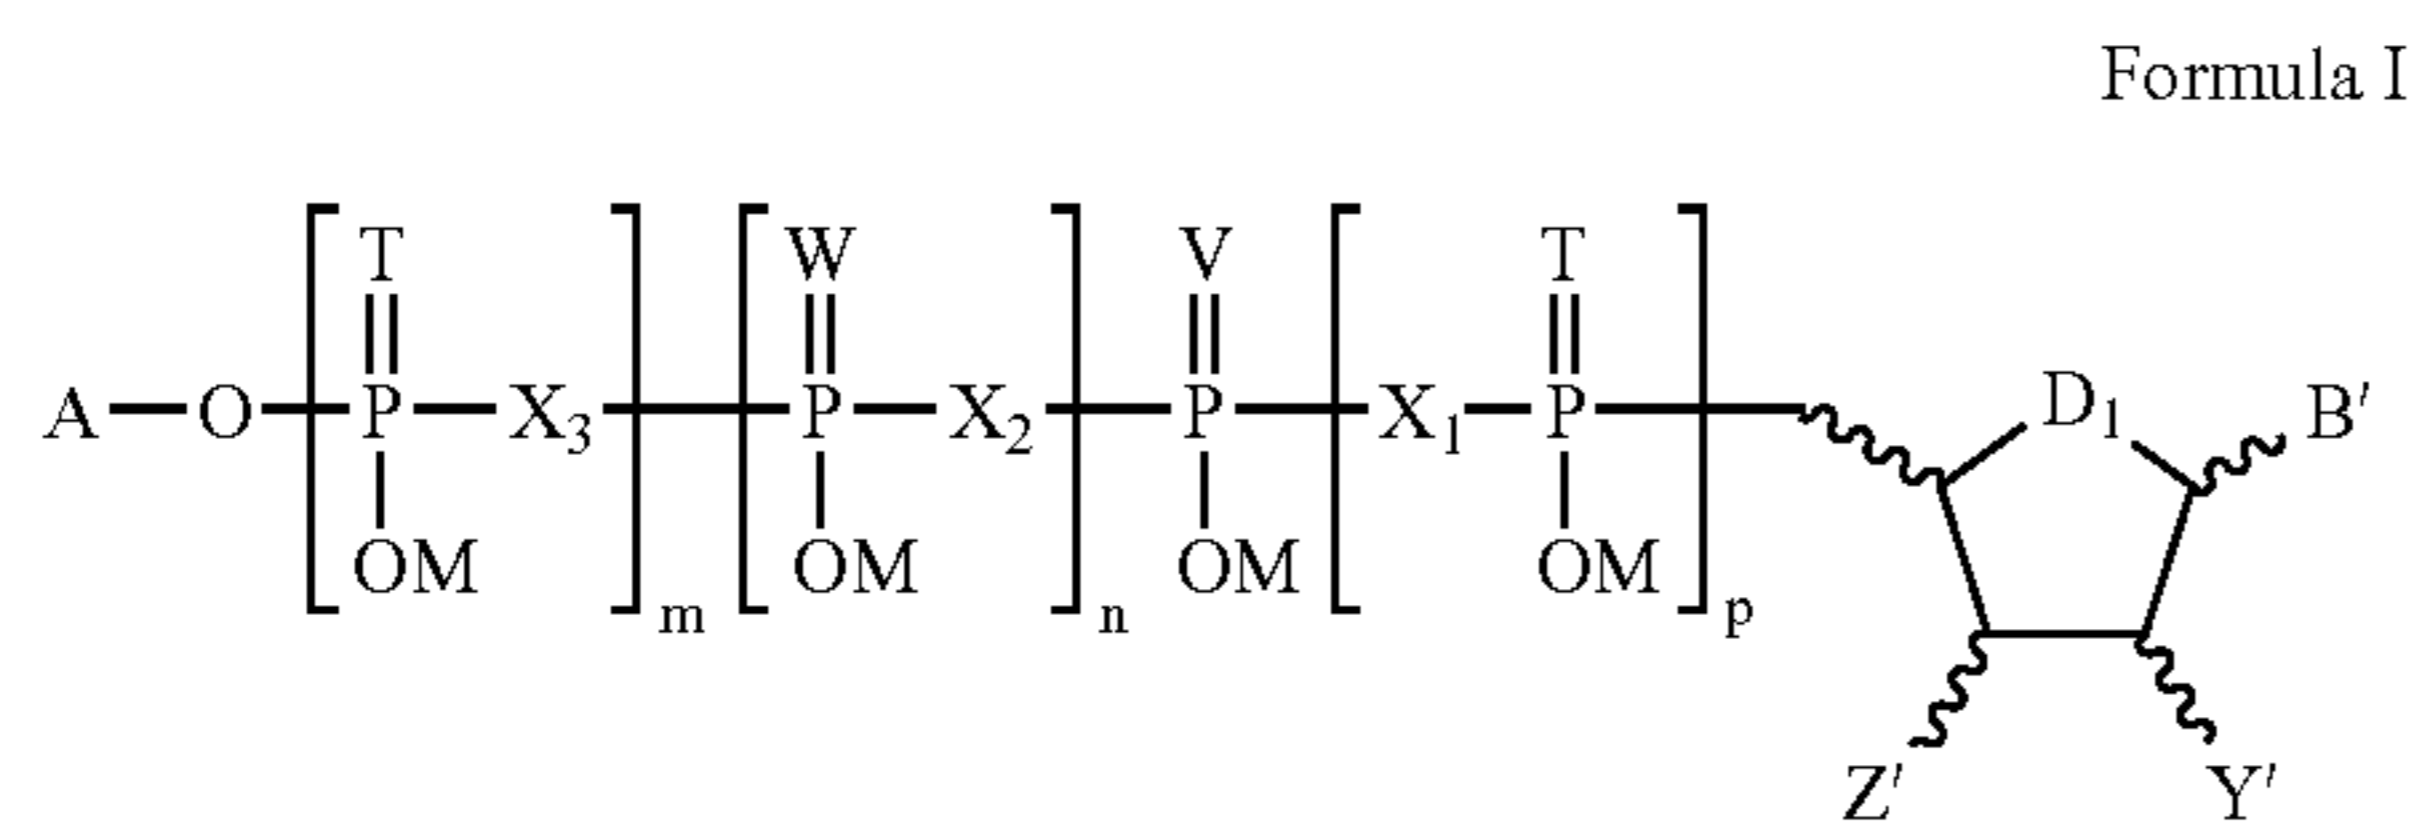 Formula I
T W V T
A O P X₃ P X₂ P X₁ P D₁ B′
OM OM OM OM
m n p
Z′ Y′